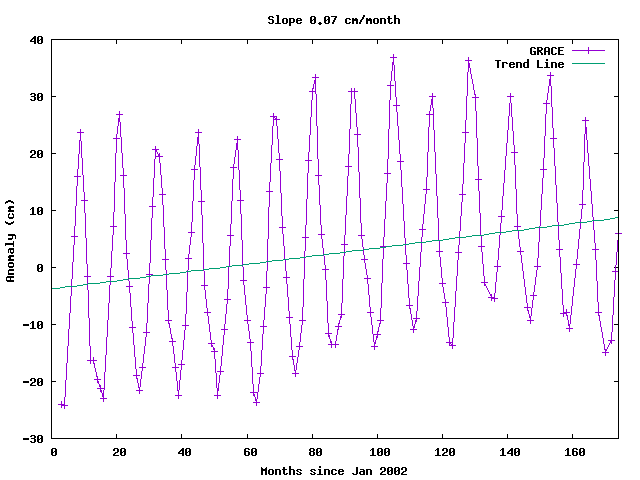 Slope 0.07 cm/month
GRACE
Trend Line
40
30
20
10
0
-10
-20
-30
Anomaly (cm)
0 20 40 60 80 100 120 140 160
Months since Jan 2002